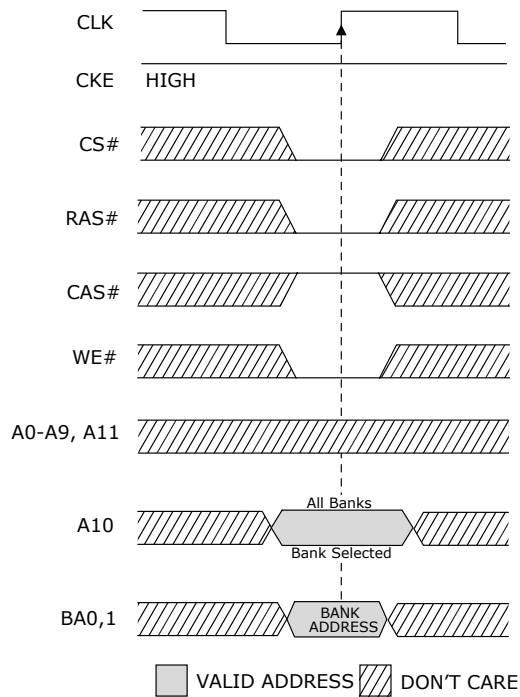 CLK
CKE HIGH
CS#
RAS#
CAS#
WE#
A0-A9, A11
All Banks
A10
Bank Selected
BANK
BA0,1
ADDRESS
VALID ADDRESS DON'T CARE